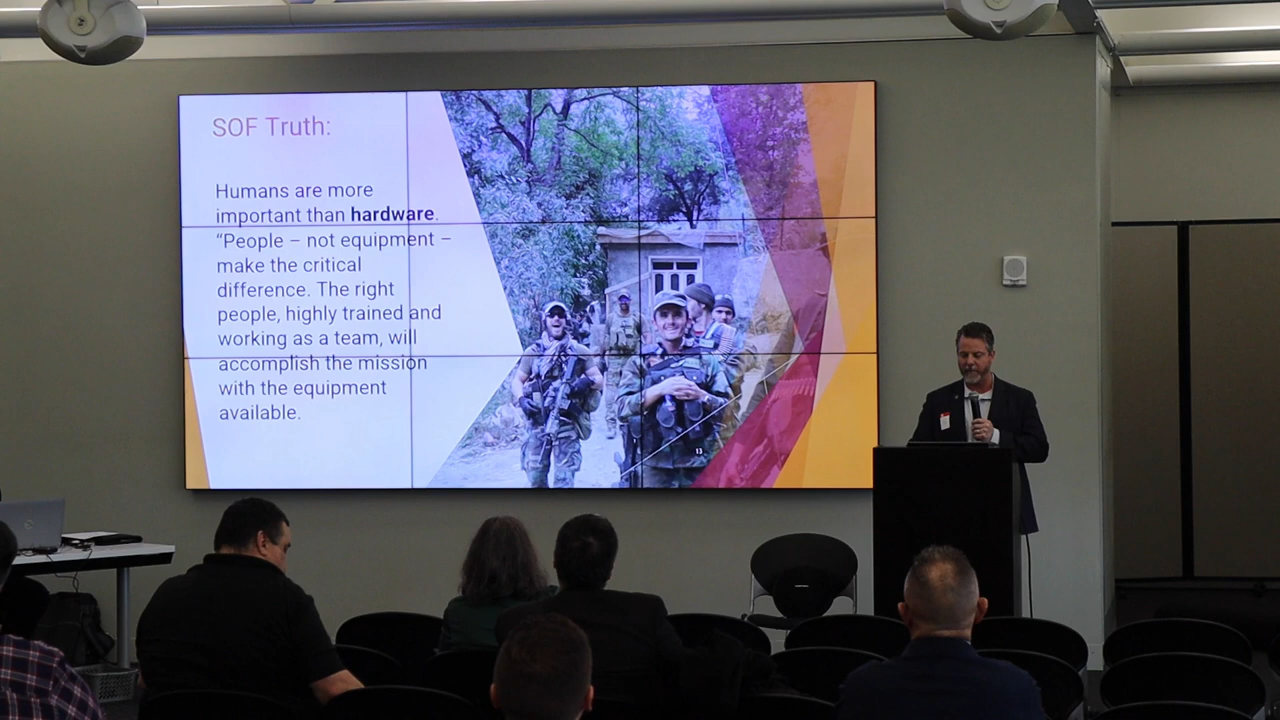 SOF Truth:
Humans are more
important than hardware.
“People – not equipment –
make the critical
difference. The right
people, highly trained and
working as a team, will
accomplish the mission
with the equipment
available.
13